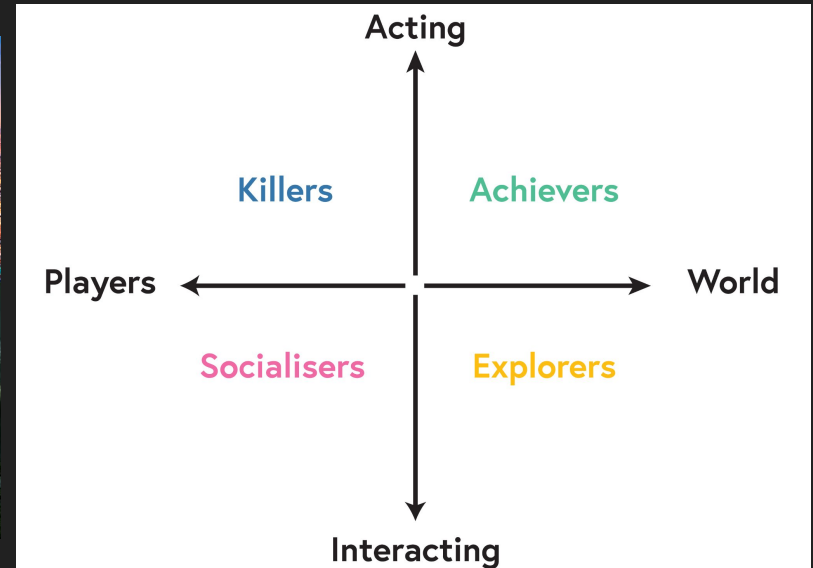 Acting
Killers
Achievers
Players
World
Socialisers
Explorers
Interacting